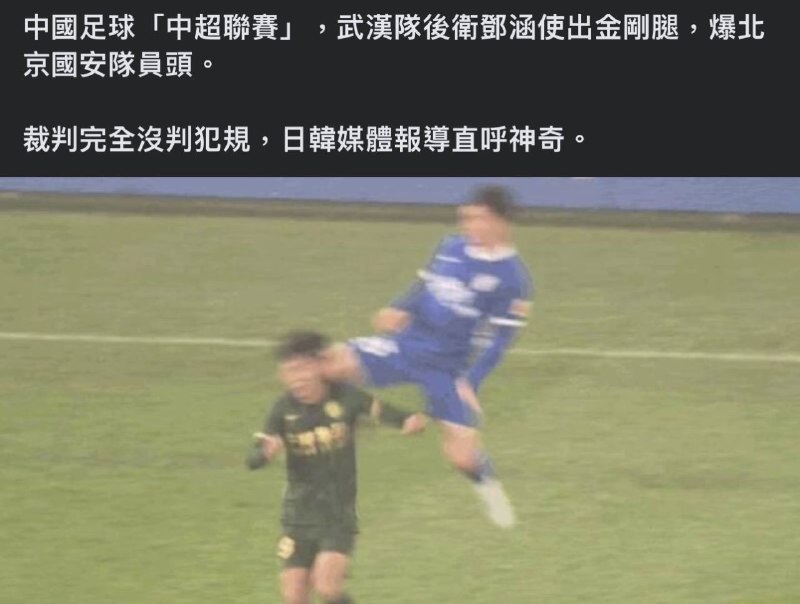 中國足球「中超聯賽」，武漢隊後衛鄧涵使出金剛腿，爆北
京國安隊員頭。
裁判完全沒判犯規，日韓媒體報導直呼神奇。